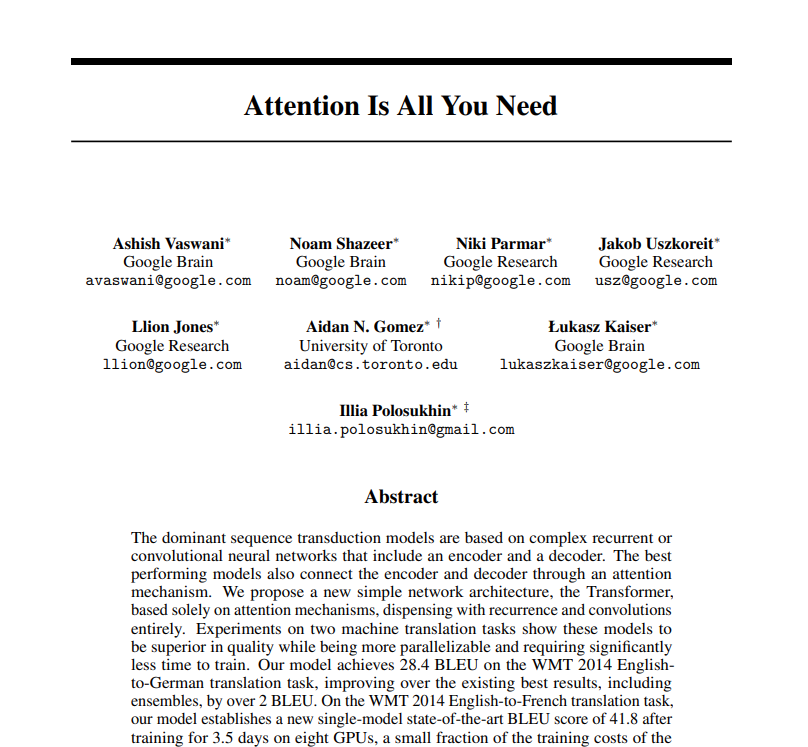 Attention Is All You Need
Ashish Vaswani* Noam Shazeer* Niki Parmar* Jakob Uszkoreit*
Google Brain Google Brain Google Research Google Research
avaswani@google.com noam@google.com nikip@google.com usz@google.com
Llion Jones* Aidan N. Gomez* † Łukasz Kaiser*
Google Research University of Toronto Google Brain
llion@google.com aidan@cs.toronto.edu lukaszkaiser@google.com
Illia Polosukhin* ‡
illia.polosukhin@gmail.com
Abstract
The dominant sequence transduction models are based on complex recurrent or
convolutional neural networks that include an encoder and a decoder. The best
performing models also connect the encoder and decoder through an attention
mechanism. We propose a new simple network architecture, the Transformer,
based solely on attention mechanisms, dispensing with recurrence and convolutions
entirely. Experiments on two machine translation tasks show these models to
be superior in quality while being more parallelizable and requiring significantly
less time to train. Our model achieves 28.4 BLEU on the WMT 2014 English-
to-German translation task, improving over the existing best results, including
ensembles, by over 2 BLEU. On the WMT 2014 English-to-French translation task,
our model establishes a new single-model state-of-the-art BLEU score of 41.8 after
training for 3.5 days on eight GPUs, a small fraction of the training costs of the